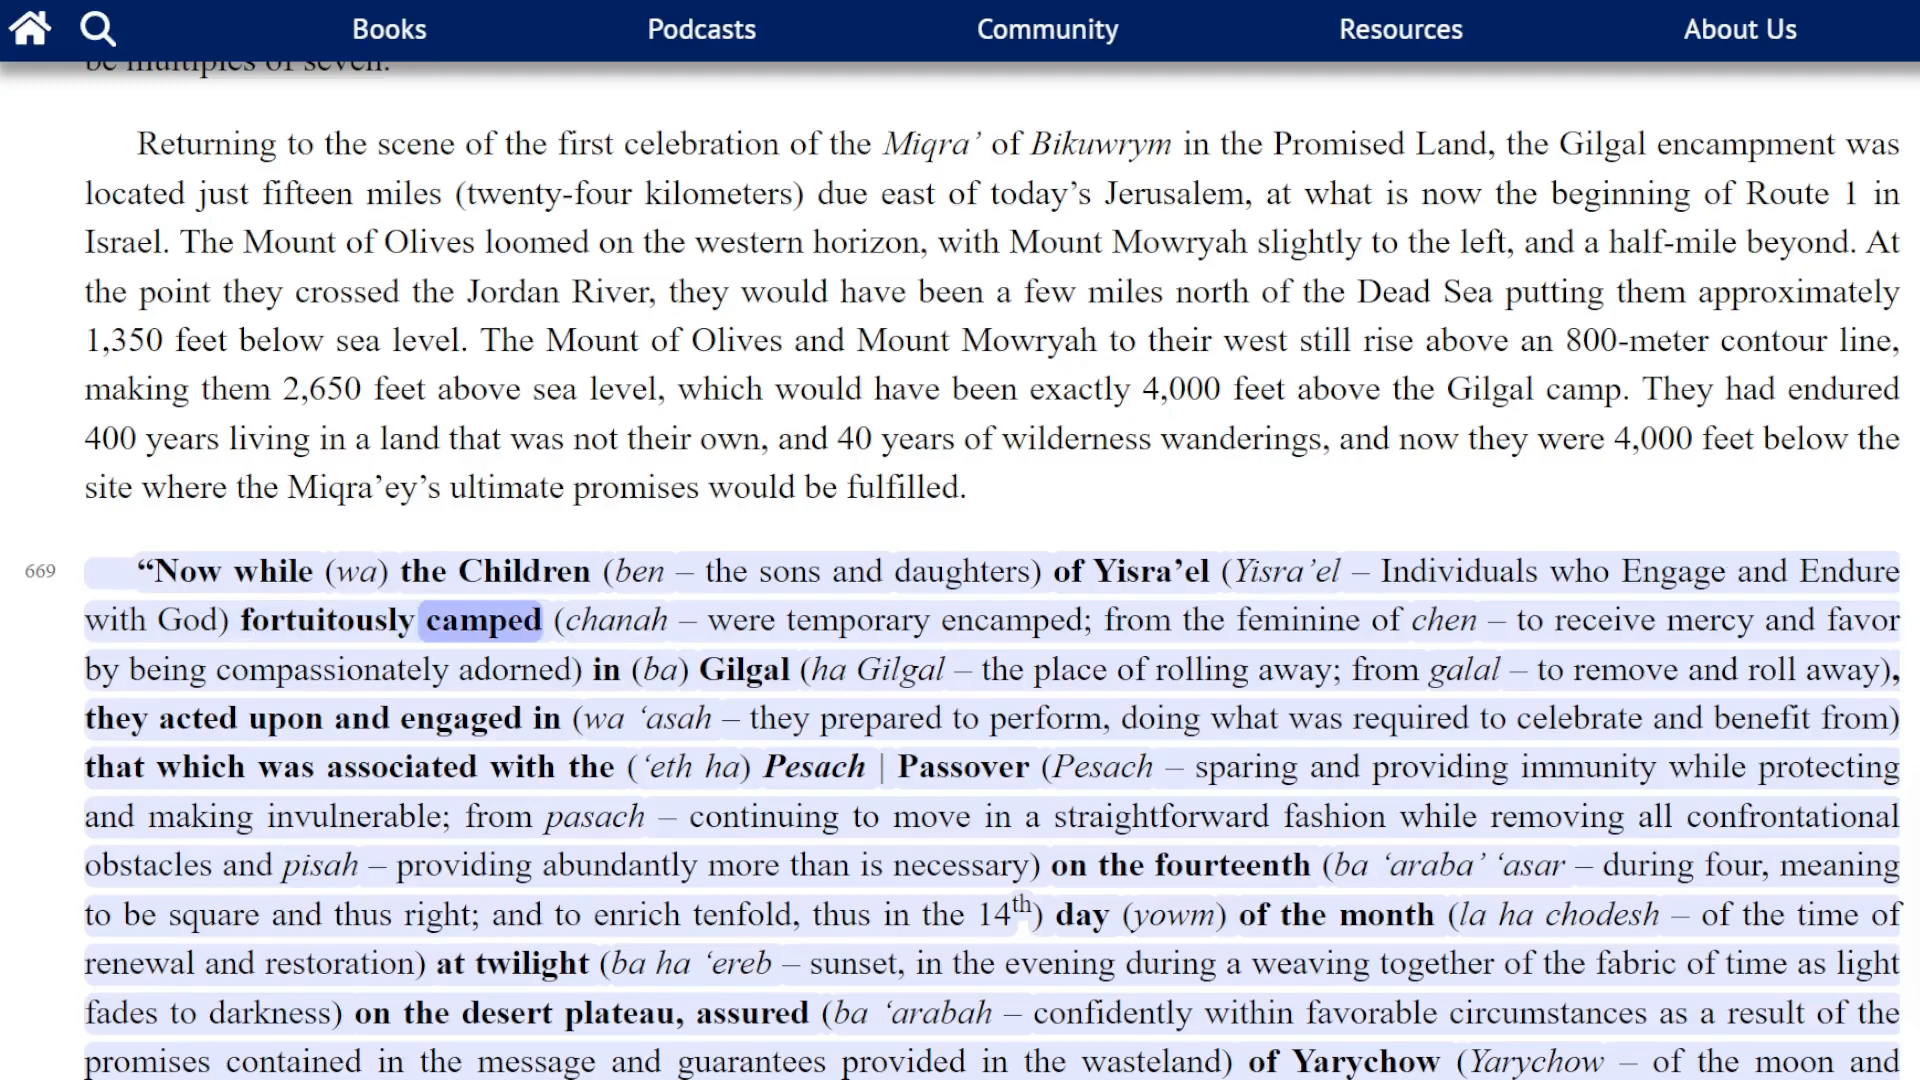 Books Podcasts Community Resources About Us
be multiples of seven.
Returning to the scene of the first celebration of the Miqra’ of Bikuwrym in the Promised Land, the Gilgal encampment was
located just fifteen miles (twenty-four kilometers) due east of today’s Jerusalem, at what is now the beginning of Route 1 in
Israel. The Mount of Olives loomed on the western horizon, with Mount Mowryah slightly to the left, and a half-mile beyond. At
the point they crossed the Jordan River, they would have been a few miles north of the Dead Sea putting them approximately
1,350 feet below sea level. The Mount of Olives and Mount Mowryah to their west still rise above an 800-meter contour line,
making them 2,650 feet above sea level, which would have been exactly 4,000 feet above the Gilgal camp. They had endured
400 years living in a land that was not their own, and 40 years of wilderness wanderings, and now they were 4,000 feet below the
site where the Miqra’ey’s ultimate promises would be fulfilled.
669 “Now while (wa) the Children (ben – the sons and daughters) of Yisra’el (Yisra’el – Individuals who Engage and Endure
with God) fortuitously camped (chanah – were temporary encamped; from the feminine of chen – to receive mercy and favor
by being compassionately adorned) in (ba) Gilgal (ha Gilgal – the place of rolling away; from galal – to remove and roll away),
they acted upon and engaged in (wa ‘asah – they prepared to perform, doing what was required to celebrate and benefit from)
that which was associated with the (‘eth ha) Pesach | Passover (Pesach – sparing and providing immunity while protecting
and making invulnerable; from pasach – continuing to move in a straightforward fashion while removing all confrontational
obstacles and pisah – providing abundantly more than is necessary) on the fourteenth (ba ‘araba’ ‘asar – during four, meaning
to be square and thus right; and to enrich tenfold, thus in the 14th) day (yowm) of the month (la ha chodesh – of the time of
renewal and restoration) at twilight (ba ha ‘ereb – sunset, in the evening during a weaving together of the fabric of time as light
fades to darkness) on the desert plateau, assured (ba ‘arabah – confidently within favorable circumstances as a result of the
promises contained in the message and guarantees provided in the wasteland) of Yarychow (Yarychow – of the moon and